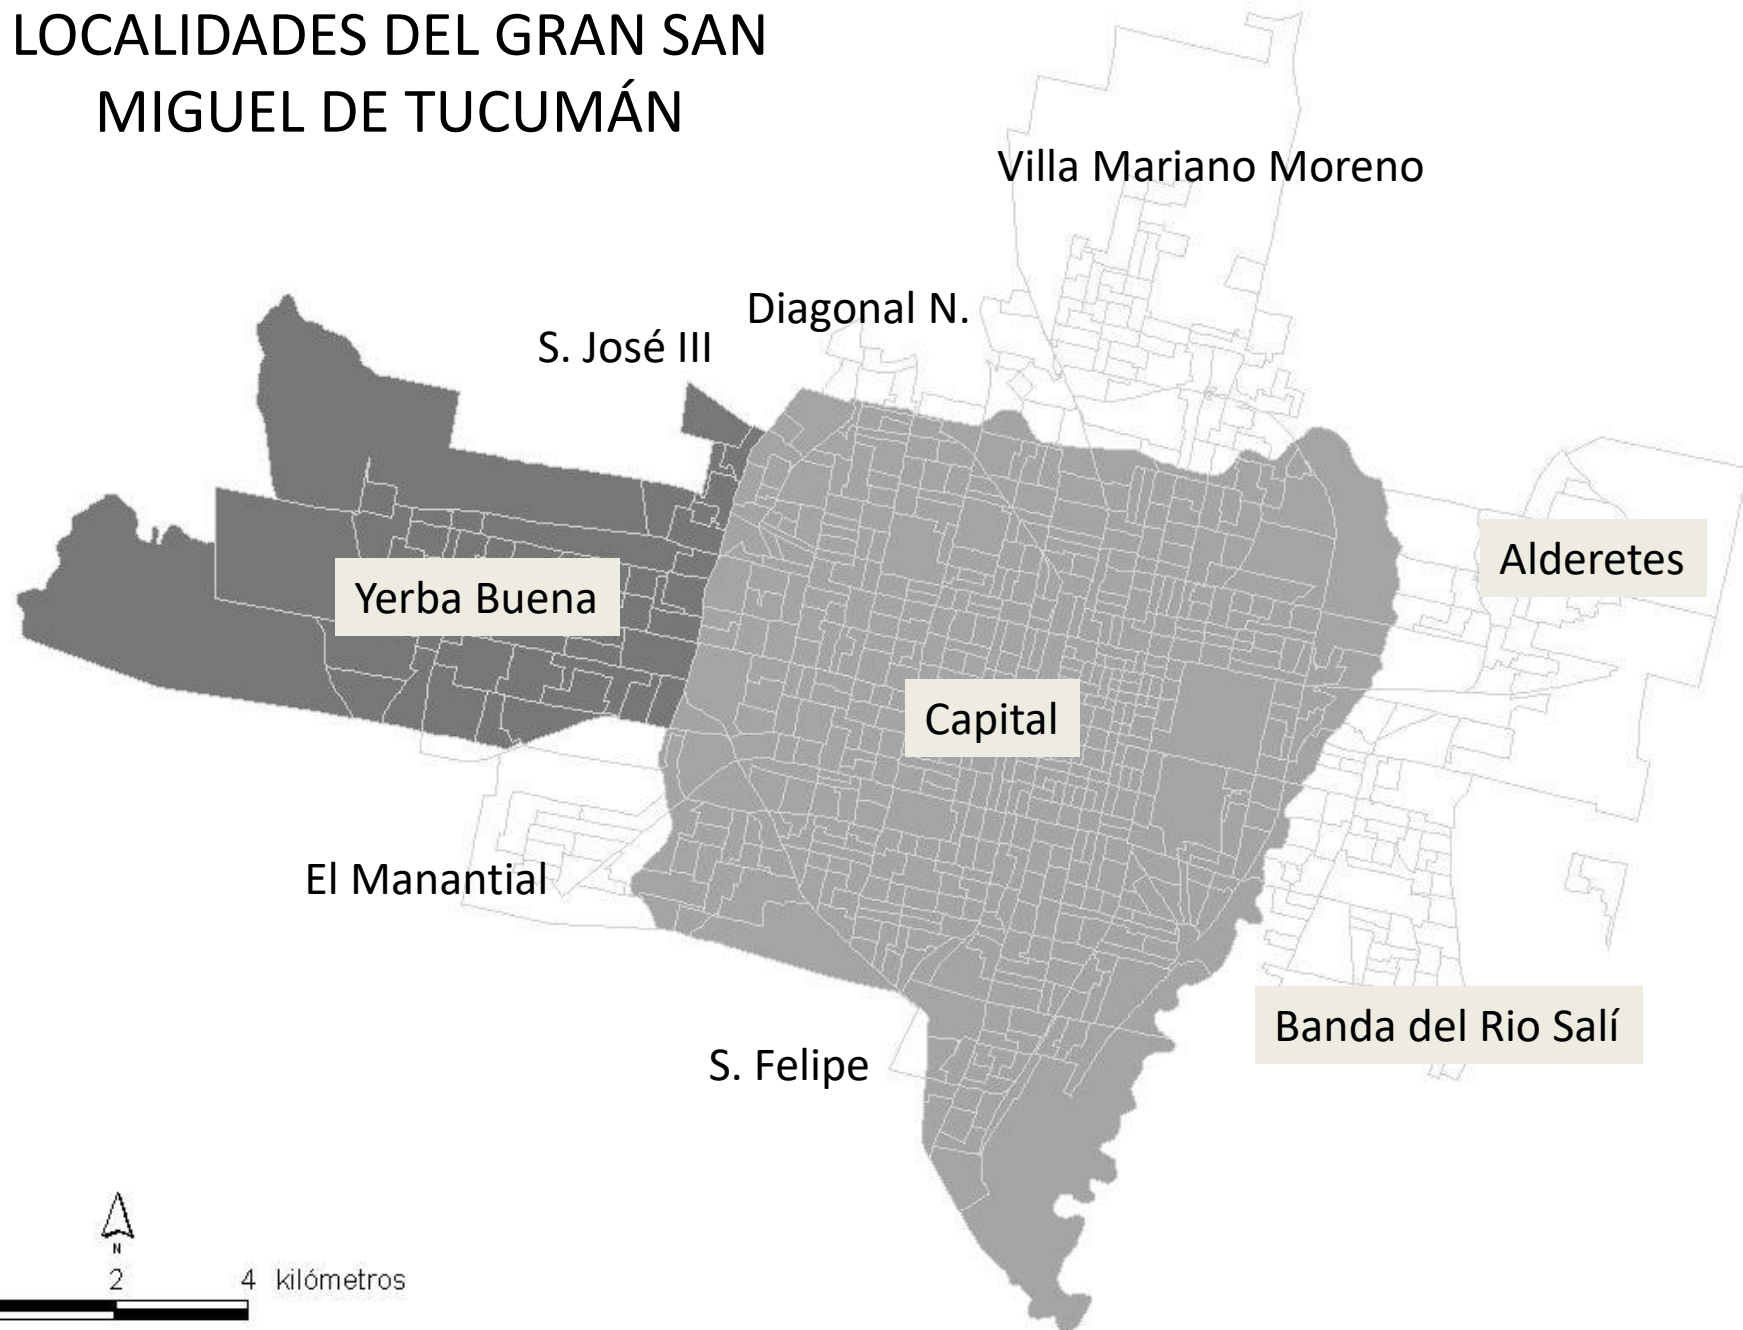 LOCALIDADES DEL GRAN SAN
MIGUEL DE TUCUMÁN
Villa Mariano Moreno
Diagonal N.
S. José III
Alderetes
Yerba Buena
Capital
El Manantial
Banda del Rio Salí
S. Felipe
N
2 4 kilómetros